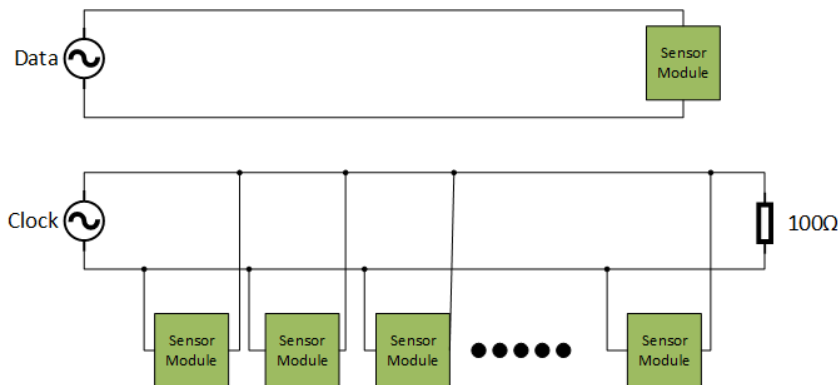 Data
Sensor
Module
Clock
100Ω
Sensor
Module
Sensor
Module
Sensor
Module
Sensor
Module